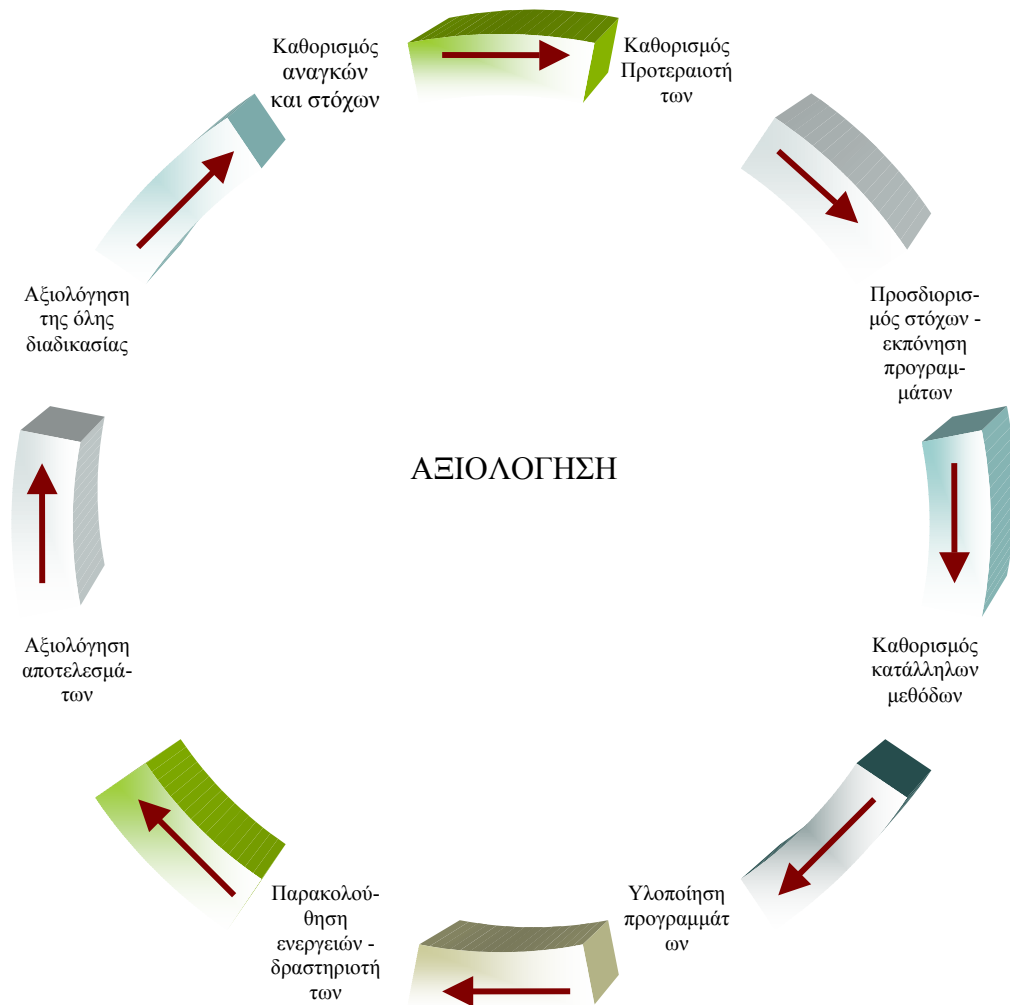 Καθορισμός
αναγκών
και στόχων
Καθορισμός
Προτεραιοτή
των
Προσδιορισ-
μός στόχων -
εκπόνηση
προγραμ-
μάτων
Καθορισμός
κατάλληλων
μεθόδων
Υλοποίηση
προγραμμάτ
ων
Παρακολού-
θηση
ενεργειών -
δραστηριοτή
των
Αξιολόγηση
αποτελεσμά-
των
Αξιολόγηση
της όλης
διαδικασίας
ΑΞΙΟΛΟΓΗΣΗ